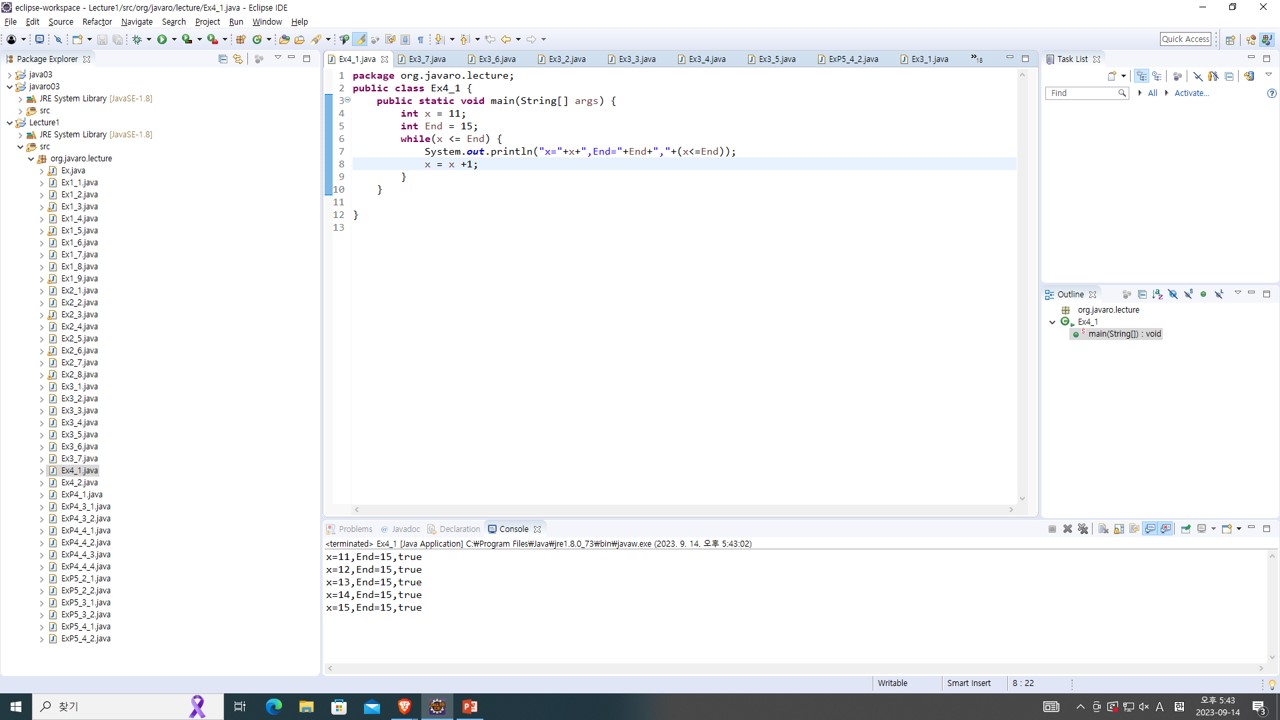 eclipse-workspace - Lecture1/src/org/javaro/lecture/Ex4_1.java - Eclipse IDE
File Edit Source Refactor Navigate Search Project Run Window Help
Quick Access
Package Explorer
java03
javaro03
JRE System Library [JavaSE-1.8]
src
Lecture1
JRE System Library [JavaSE-1.8]
src
org.javaro.lecture
Ex.java
Ex1_1.java
Ex1_2.java
Ex1_3.java
Ex1_4.java
Ex1_5.java
Ex1_6.java
Ex1_7.java
Ex1_8.java
Ex1_9.java
Ex2_1.java
Ex2_2.java
Ex2_3.java
Ex2_4.java
Ex2_5.java
Ex2_6.java
Ex2_7.java
Ex2_8.java
Ex3_1.java
Ex3_2.java
Ex3_3.java
Ex3_4.java
Ex3_5.java
Ex3_6.java
Ex3_7.java
Ex4_1.java
Ex4_2.java
ExP4_1.java
ExP4_3_1.java
ExP4_3_2.java
ExP4_4_1.java
ExP4_4_2.java
ExP4_4_3.java
ExP4_4_4.java
ExP5_2_1.java
ExP5_2_2.java
ExP5_3_1.java
ExP5_3_2.java
ExP5_4_1.java
ExP5_4_2.java
Ex4_1.java Ex3_7.java Ex3_6.java Ex3_2.java Ex3_3.java Ex3_4.java Ex3_5.java ExP5_4_2.java Ex3_1.java »18
1 package org.javaro.lecture;
2 public class Ex4_1 {
3 public static void main(String[] args) {
4 int x = 11;
5 int End = 15;
6 while(x <= End) {
7 System.out.println("x="+x+",End="+End+","+(x<=End));
8 x = x +1;
9 }
10 }
11
12 }
13
Task List
Find All Activate...
Outline
org.javaro.lecture
Ex4_1
main(String[]) : void
Problems Javadoc Declaration Console
<terminated> Ex4_1 [Java Application] C:₩Program Files₩Java₩jre1.8.0_73₩bin₩javaw.exe (2023. 9. 14. 오후 5:43:02)
x=11,End=15,true
x=12,End=15,true
x=13,End=15,true
x=14,End=15,true
x=15,End=15,true
Writable Smart Insert 8 : 22
찾기
A 오후 5:43
2023-09-14
3